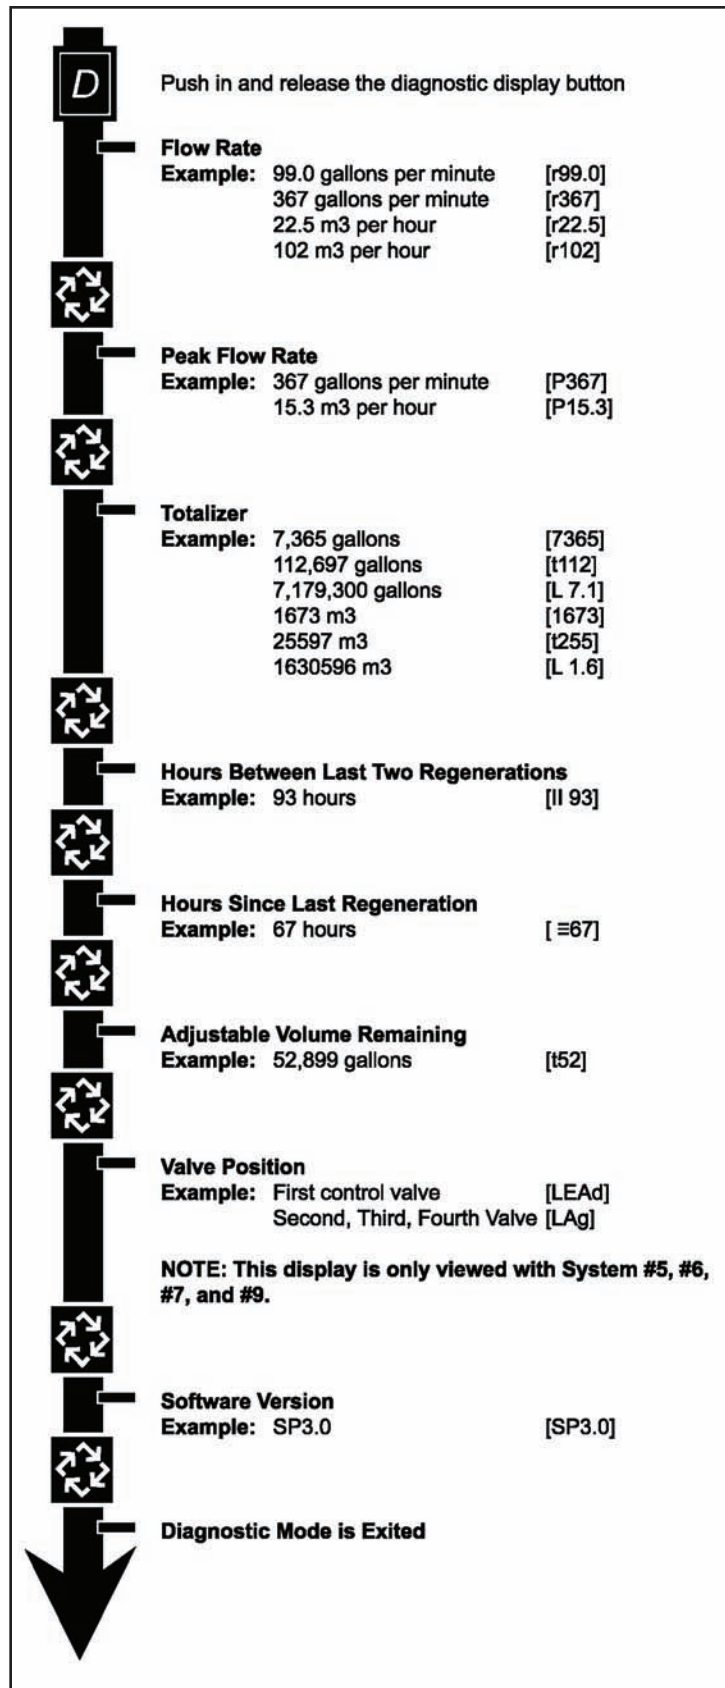 D
Push in and release the diagnostic display button
Flow Rate
Example: 99.0 gallons per minute [r99.0]
367 gallons per minute [r367]
22.5 m3 per hour [r22.5]
102 m3 per hour [r102]
Peak Flow Rate
Example: 367 gallons per minute [P367]
15.3 m3 per hour [P15.3]
Totalizer
Example: 7,365 gallons [7365]
112,697 gallons [t112]
7,179,300 gallons [L 7.1]
1673 m3 [1673]
25597 m3 [t255]
1630596 m3 [L 1.6]
Hours Between Last Two Regenerations
Example: 93 hours [II 93]
Hours Since Last Regeneration
Example: 67 hours [ ≡67]
Adjustable Volume Remaining
Example: 52,899 gallons [t52]
Valve Position
Example: First control valve [LEAd]
Second, Third, Fourth Valve [LAg]
NOTE: This display is only viewed with System #5, #6,
#7, and #9.
Software Version
Example: SP3.0 [SP3.0]
Diagnostic Mode is Exited